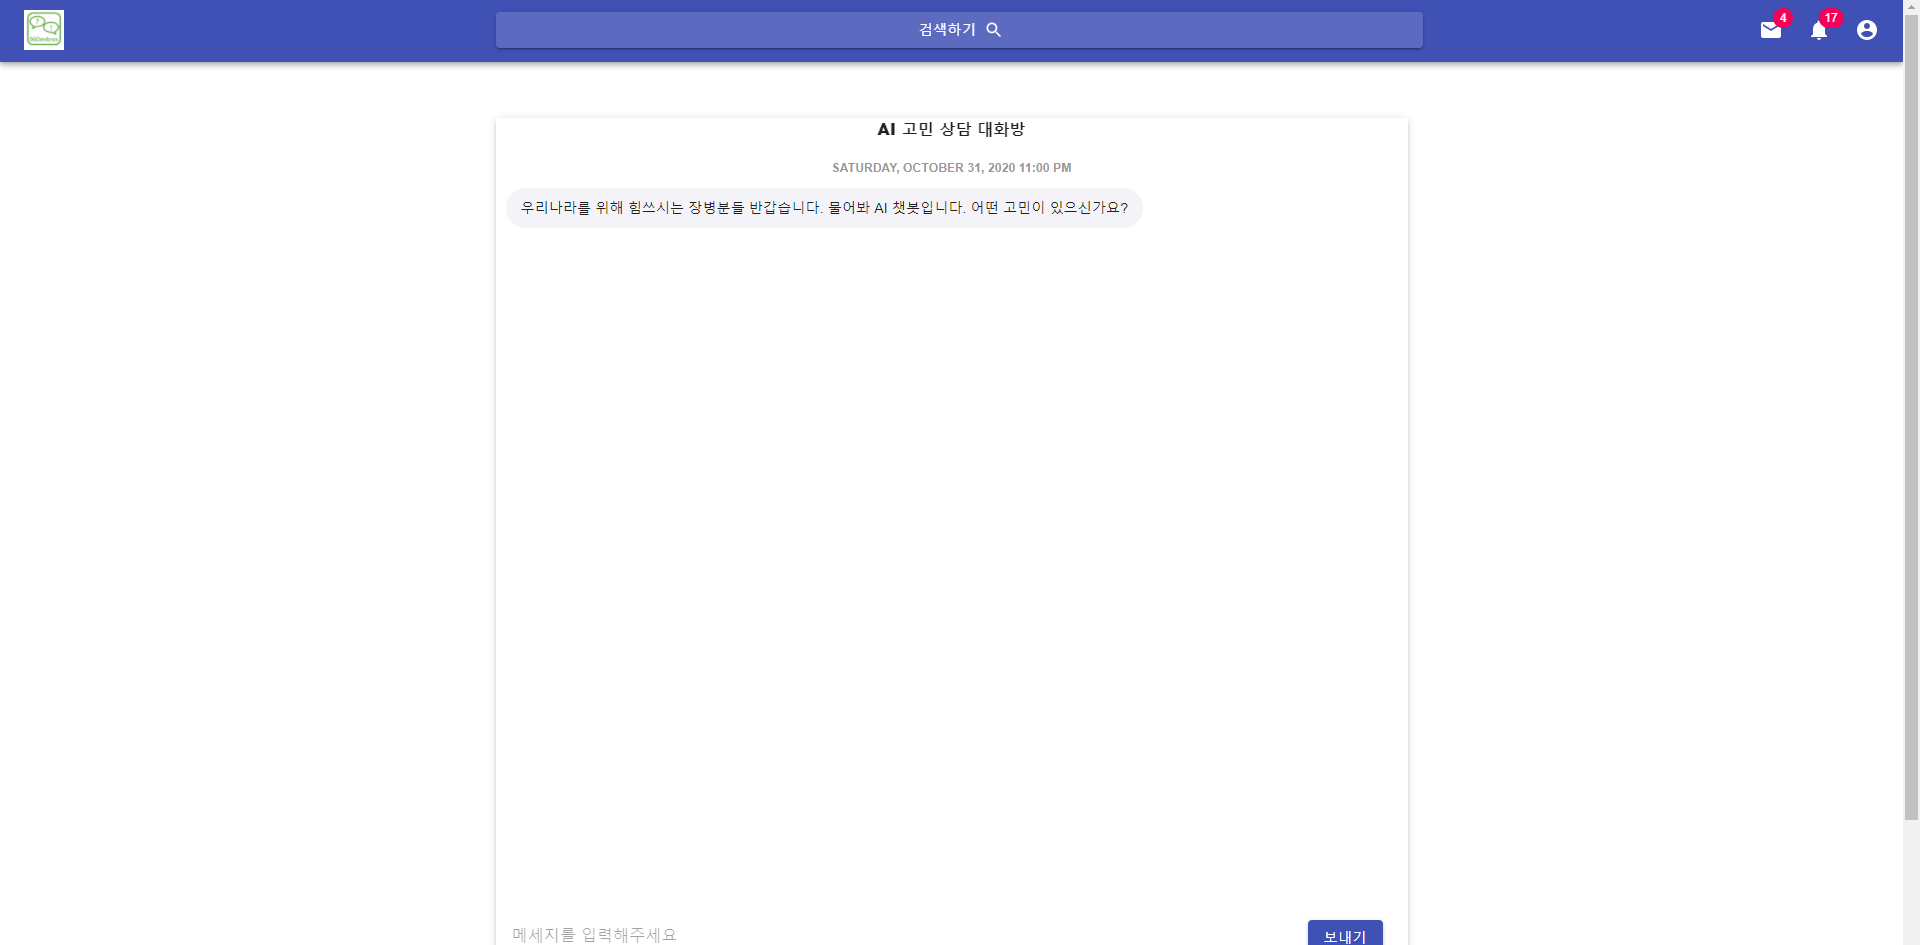 검색하기
4
17
AI 고민 상담 대화방
SATURDAY, OCTOBER 31, 2020 11:00 PM
우리나라를 위해 힘쓰시는 장병분들 반갑습니다. 물어봐 AI 챗봇입니다. 어떤 고민이 있으신가요?
메세지를 입력해주세요
보내기